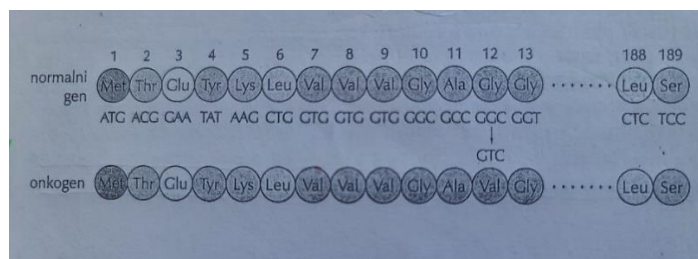 1 2 3 4 5 6 7 8 9 10 11 12 13 188 189
normalni gen Met Thr Glu Tyr Lys Leu Val Val Val Gly Ala Gly Gly ........ Leu Ser
ATG ACG GAA TAT AAG CTG GTG GTG GTG GGC GCC GGC GGT CTC TCC
GTC
onkogen Met Thr Glu Tyr Lys Leu Val Val Val Gly Ala Val Gly ........ Leu Ser